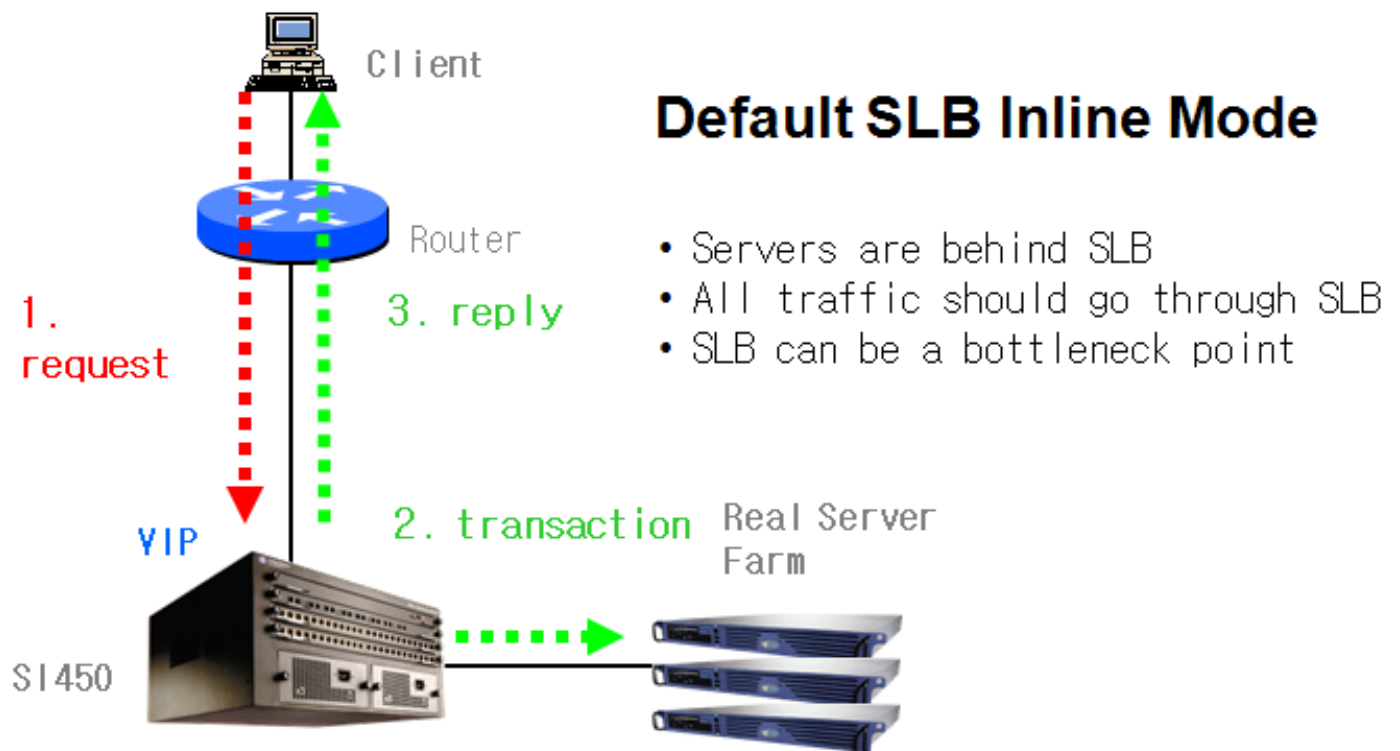 Client
Default SLB Inline Mode
Router
• Servers are behind SLB
• All traffic should go through SLB
• SLB can be a bottleneck point
1.
request
3. reply
2. transaction
Real Server
Farm
VIP
SI450